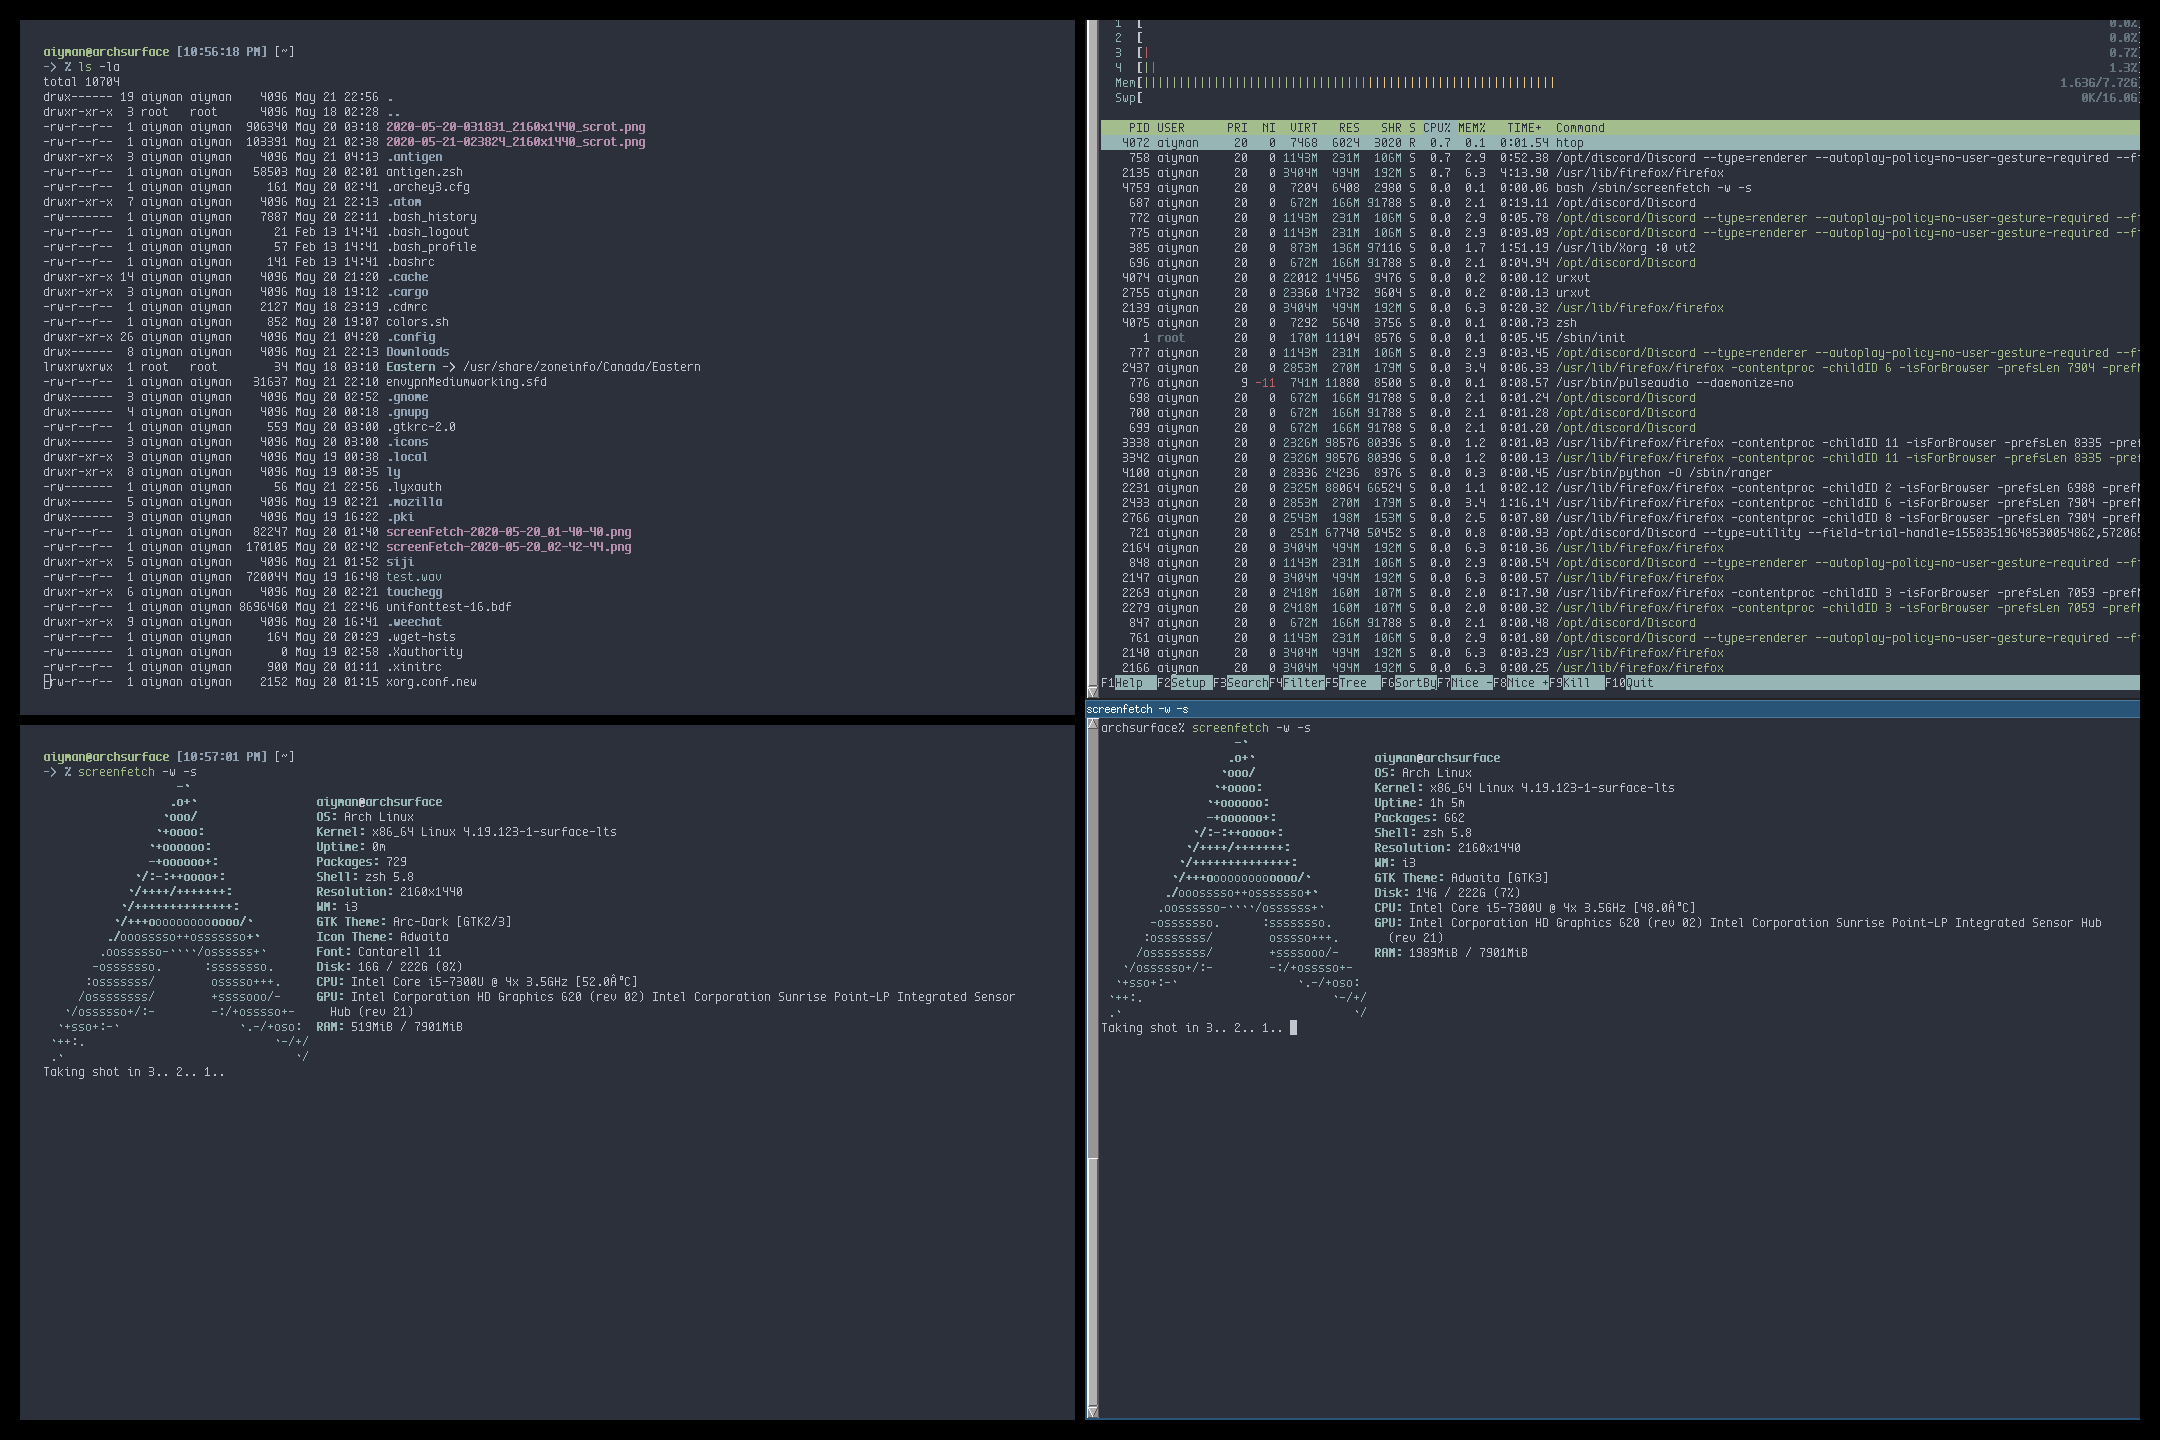 aiyman@archsurface [10:56:18 PM] [~]
-> % ls -la
total 10704
drwx------ 19 aiyman aiyman    4096 May 21 22:56 .
drwxr-xr-x  3 root   root      4096 May 18 02:28 ..
-rw-r--r--  1 aiyman aiyman  906340 May 20 03:18 2020-05-20-031831_2160x1440_scrot.png
-rw-r--r--  1 aiyman aiyman  103391 May 21 02:38 2020-05-21-023824_2160x1440_scrot.png
drwxr-xr-x  3 aiyman aiyman    4096 May 21 04:13 .antigen
-rw-r--r--  1 aiyman aiyman   58503 May 20 02:01 antigen.zsh
-rw-r--r--  1 aiyman aiyman     161 May 20 02:41 .archey3.cfg
drwxr-xr-x  7 aiyman aiyman    4096 May 21 22:13 .atom
-rw-------  1 aiyman aiyman    7887 May 20 22:11 .bash_history
-rw-r--r--  1 aiyman aiyman      21 Feb 13 14:41 .bash_logout
-rw-r--r--  1 aiyman aiyman      57 Feb 13 14:41 .bash_profile
-rw-r--r--  1 aiyman aiyman     141 Feb 13 14:41 .bashrc
drwxr-xr-x 14 aiyman aiyman    4096 May 20 21:20 .cache
drwxr-xr-x  3 aiyman aiyman    4096 May 18 19:12 .cargo
-rw-r--r--  1 aiyman aiyman    2127 May 18 23:19 .cdmrc
-rw-r--r--  1 aiyman aiyman     852 May 20 19:07 colors.sh
drwxr-xr-x 26 aiyman aiyman    4096 May 21 04:20 .config
drwx------  8 aiyman aiyman    4096 May 21 22:13 Downloads
lrwxrwxrwx  1 root   root        34 May 18 03:10 Eastern -> /usr/share/zoneinfo/Canada/Eastern
-rw-r--r--  1 aiyman aiyman   31637 May 21 22:10 envypnMediumworking.sfd
drwx------  3 aiyman aiyman    4096 May 20 02:52 .gnome
drwx------  4 aiyman aiyman    4096 May 20 00:18 .gnupg
-rw-r--r--  1 aiyman aiyman     559 May 20 03:00 .gtkrc-2.0
drwx------  3 aiyman aiyman    4096 May 20 03:00 .icons
drwxr-xr-x  3 aiyman aiyman    4096 May 19 00:38 .local
drwxr-xr-x  8 aiyman aiyman    4096 May 19 00:35 ly
-rw-------  1 aiyman aiyman      56 May 21 22:56 .lyxauth
drwx------  5 aiyman aiyman    4096 May 19 02:21 .mozilla
drwx------  3 aiyman aiyman    4096 May 19 16:22 .pki
-rw-r--r--  1 aiyman aiyman   82247 May 20 01:40 screenFetch-2020-05-20_01-40-40.png
-rw-r--r--  1 aiyman aiyman  170105 May 20 02:42 screenFetch-2020-05-20_02-42-44.png
drwxr-xr-x  5 aiyman aiyman    4096 May 21 01:52 siji
-rw-r--r--  1 aiyman aiyman  720044 May 19 16:48 test.wav
drwxr-xr-x  6 aiyman aiyman    4096 May 20 02:21 touchegg
-rw-r--r--  1 aiyman aiyman 8696460 May 21 22:46 unifonttest-16.bdf
drwxr-xr-x  9 aiyman aiyman    4096 May 20 16:41 .weechat
-rw-r--r--  1 aiyman aiyman     164 May 20 20:29 .wget-hsts
-rw-------  1 aiyman aiyman       0 May 19 02:58 .Xauthority
-rw-r--r--  1 aiyman aiyman     900 May 20 01:11 .xinitrc
-rw-r--r--  1 aiyman aiyman    2152 May 20 01:15 xorg.conf.new
1 [ 0.0%
2 [ 0.0%
3 [| 0.7%
4 [|| 1.3%
Mem[ 1.63G/7.72G
Swp[ 0K/16.0G
PID USER PRI NI VIRT RES SHR S CPU% MEM% TIME+ Command
4072 aiyman 20 0 7468 6024 3020 R 0.7 0.1 0:01.54 htop
758 aiyman 20 0 1143M 231M 106M S 0.7 2.9 0:52.38 /opt/discord/Discord --type=renderer --autoplay-policy=no-user-gesture-required --f
2135 aiyman 20 0 3404M 494M 192M S 0.7 6.3 4:13.90 /usr/lib/firefox/firefox
4759 aiyman 20 0 7204 6408 2980 S 0.0 0.1 0:00.06 bash /sbin/screenfetch -w -s
687 aiyman 20 0 672M 166M 91788 S 0.0 2.1 0:19.11 /opt/discord/Discord
772 aiyman 20 0 1143M 231M 106M S 0.0 2.9 0:05.78 /opt/discord/Discord --type=renderer --autoplay-policy=no-user-gesture-required --f
775 aiyman 20 0 1143M 231M 106M S 0.0 2.9 0:09.09 /opt/discord/Discord --type=renderer --autoplay-policy=no-user-gesture-required --f
385 aiyman 20 0 873M 136M 97116 S 0.0 1.7 1:51.19 /usr/lib/Xorg :0 vt2
696 aiyman 20 0 672M 166M 91788 S 0.0 2.1 0:04.94 /opt/discord/Discord
4074 aiyman 20 0 22012 14456 9476 S 0.0 0.2 0:00.12 urxvt
2755 aiyman 20 0 23360 14732 9604 S 0.0 0.2 0:00.13 urxvt
2139 aiyman 20 0 3404M 494M 192M S 0.0 6.3 0:20.32 /usr/lib/firefox/firefox
4075 aiyman 20 0 7292 5640 3756 S 0.0 0.1 0:00.73 zsh
1 root 20 0 170M 11104 8576 S 0.0 0.1 0:05.45 /sbin/init
777 aiyman 20 0 1143M 231M 106M S 0.0 2.9 0:03.45 /opt/discord/Discord --type=renderer --autoplay-policy=no-user-gesture-required --f
2437 aiyman 20 0 2853M 270M 179M S 0.0 3.4 0:06.33 /usr/lib/firefox/firefox -contentproc -childID 6 -isForBrowser -prefsLen 7904 -pref
776 aiyman 9 -11 741M 11880 8500 S 0.0 0.1 0:08.57 /usr/bin/pulseaudio --daemonize=no
698 aiyman 20 0 672M 166M 91788 S 0.0 2.1 0:01.24 /opt/discord/Discord
700 aiyman 20 0 672M 166M 91788 S 0.0 2.1 0:01.28 /opt/discord/Discord
699 aiyman 20 0 672M 166M 91788 S 0.0 2.1 0:01.20 /opt/discord/Discord
3338 aiyman 20 0 2326M 98576 80396 S 0.0 1.2 0:01.03 /usr/lib/firefox/firefox -contentproc -childID 11 -isForBrowser -prefsLen 8335 -pre
3342 aiyman 20 0 2326M 98576 80396 S 0.0 1.2 0:00.13 /usr/lib/firefox/firefox -contentproc -childID 11 -isForBrowser -prefsLen 8335 -pre
4100 aiyman 20 0 28336 24236 8976 S 0.0 0.3 0:00.45 /usr/bin/python -O /sbin/ranger
2231 aiyman 20 0 2325M 88064 66524 S 0.0 1.1 0:02.12 /usr/lib/firefox/firefox -contentproc -childID 2 -isForBrowser -prefsLen 6988 -pref
2433 aiyman 20 0 2853M 270M 179M S 0.0 3.4 1:16.14 /usr/lib/firefox/firefox -contentproc -childID 6 -isForBrowser -prefsLen 7904 -pref
2766 aiyman 20 0 2543M 198M 153M S 0.0 2.5 0:07.80 /usr/lib/firefox/firefox -contentproc -childID 8 -isForBrowser -prefsLen 7904 -pref
721 aiyman 20 0 251M 67740 50452 S 0.0 0.8 0:00.93 /opt/discord/Discord --type=utility --field-trial-handle=15583519648530054862,572065
2164 aiyman 20 0 3404M 494M 192M S 0.0 6.3 0:10.36 /usr/lib/firefox/firefox
848 aiyman 20 0 1143M 231M 106M S 0.0 2.9 0:00.54 /opt/discord/Discord --type=renderer --autoplay-policy=no-user-gesture-required --f
2147 aiyman 20 0 3404M 494M 192M S 0.0 6.3 0:00.57 /usr/lib/firefox/firefox
2269 aiyman 20 0 2418M 160M 107M S 0.0 2.0 0:17.90 /usr/lib/firefox/firefox -contentproc -childID 3 -isForBrowser -prefsLen 7059 -pref
2279 aiyman 20 0 2418M 160M 107M S 0.0 2.0 0:00.32 /usr/lib/firefox/firefox -contentproc -childID 3 -isForBrowser -prefsLen 7059 -pref
847 aiyman 20 0 672M 166M 91788 S 0.0 2.1 0:00.48 /opt/discord/Discord
761 aiyman 20 0 1143M 231M 106M S 0.0 2.9 0:01.80 /opt/discord/Discord --type=renderer --autoplay-policy=no-user-gesture-required --f
2140 aiyman 20 0 3404M 494M 192M S 0.0 6.3 0:03.29 /usr/lib/firefox/firefox
2166 aiyman 20 0 3404M 494M 192M S 0.0 6.3 0:00.25 /usr/lib/firefox/firefox
F1Help F2Setup F3SearchF4FilterF5Tree F6SortByF7Nice -F8Nice +F9Kill F10Quit
aiyman@archsurface [10:57:01 PM] [~]
-> % screenfetch -w -s
aiyman@archsurface
OS: Arch Linux
Kernel: x86_64 Linux 4.19.123-1-surface-lts
Uptime: 0m
Packages: 729
Shell: zsh 5.8
Resolution: 2160x1440
WM: i3
GTK Theme: Arc-Dark [GTK2/3]
Icon Theme: Adwaita
Font: Cantarell 11
Disk: 16G / 222G (8%)
CPU: Intel Core i5-7300U @ 4x 3.5GHz [52.0Â°C]
GPU: Intel Corporation HD Graphics 620 (rev 02) Intel Corporation Sunrise Point-LP Integrated Sensor
Hub (rev 21)
RAM: 519MiB / 7901MiB
Taking shot in 3.. 2.. 1..
screenfetch -w -s
archsurface% screenfetch -w -s
aiyman@archsurface
OS: Arch Linux
Kernel: x86_64 Linux 4.19.123-1-surface-lts
Uptime: 1h 5m
Packages: 662
Shell: zsh 5.8
Resolution: 2160x1440
WM: i3
GTK Theme: Adwaita [GTK3]
Disk: 14G / 222G (7%)
CPU: Intel Core i5-7300U @ 4x 3.5GHz [48.0Â°C]
GPU: Intel Corporation HD Graphics 620 (rev 02) Intel Corporation Sunrise Point-LP Integrated Sensor Hub
(rev 21)
RAM: 1989MiB / 7901MiB
Taking shot in 3.. 2.. 1..